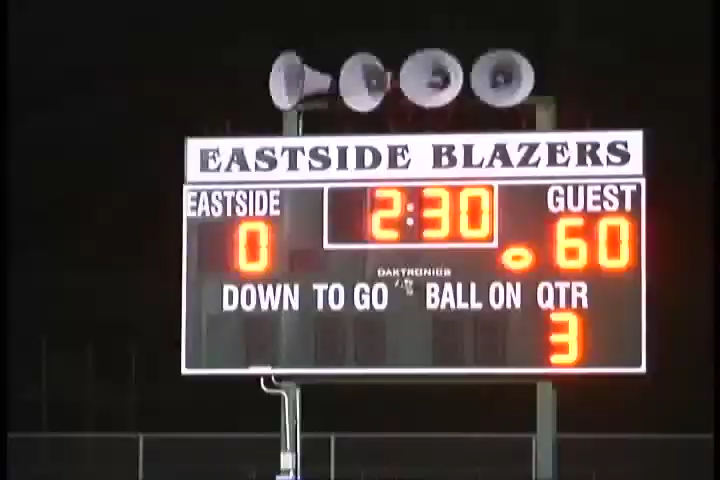 EASTSIDE BLAZERS
EASTSIDE 2:30 GUEST
0 60
DAKTRONICS
DOWN TO GO BALL ON QTR
3